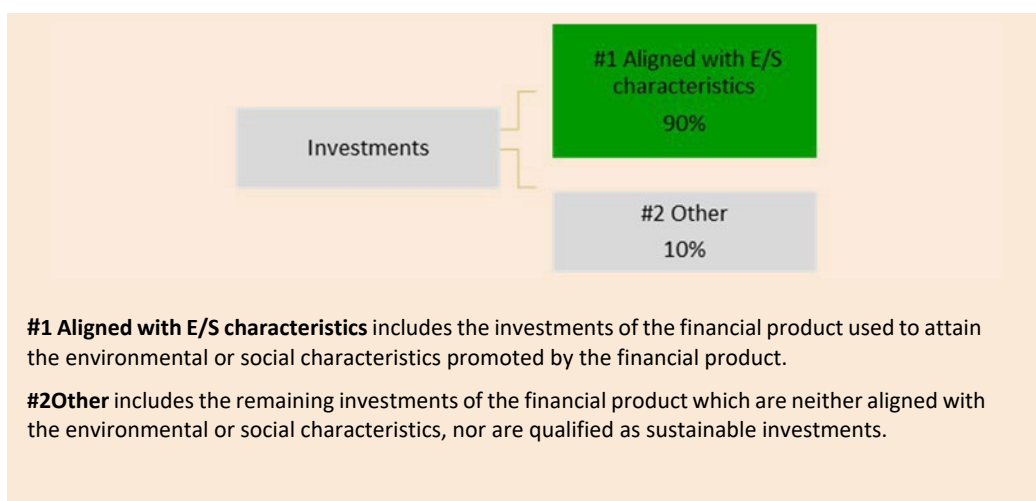 #1 Aligned with E/S
characteristics
90%
Investments
#2 Other
10%
#1 Aligned with E/S characteristics includes the investments of the financial product used to attain
the environmental or social characteristics promoted by the financial product.
#2Other includes the remaining investments of the financial product which are neither aligned with
the environmental or social characteristics, nor are qualified as sustainable investments.